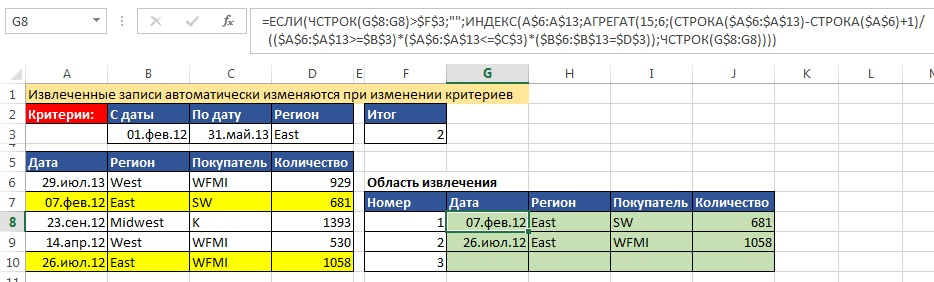 G8
=ЕСЛИ(ЧСТРОК(G$8:G8)>$F$3;"";ИНДЕКС(A$6:A$13;АГРЕГАТ(15;6;(СТРОКА($A$6:$A$13)-СТРОКА($A$6)+1)/
(($A$6:$A$13>=$B$3)*($A$6:$A$13<=$C$3)*($B$6:$B$13=$D$3));ЧСТРОК(G$8:G8))))
A B C D E F G H I J K L
1 Извлеченные записи автоматически изменяются при изменении критериев
2 Критерии: С даты По дату Регион Итог
3 01.фев.12 31.май.13 East 2
5 Дата Регион Покупатель Количество
6 29.июл.13 West WFMI 929 Область извлечения
7 07.фев.12 East SW 681 Номер Дата Регион Покупатель Количество
8 23.сен.12 Midwest K 1393 1 07.фев.12 East SW 681
9 14.апр.12 West WFMI 530 2 26.июл.12 East WFMI 1058
10 26.июл.12 East WFMI 1058 3